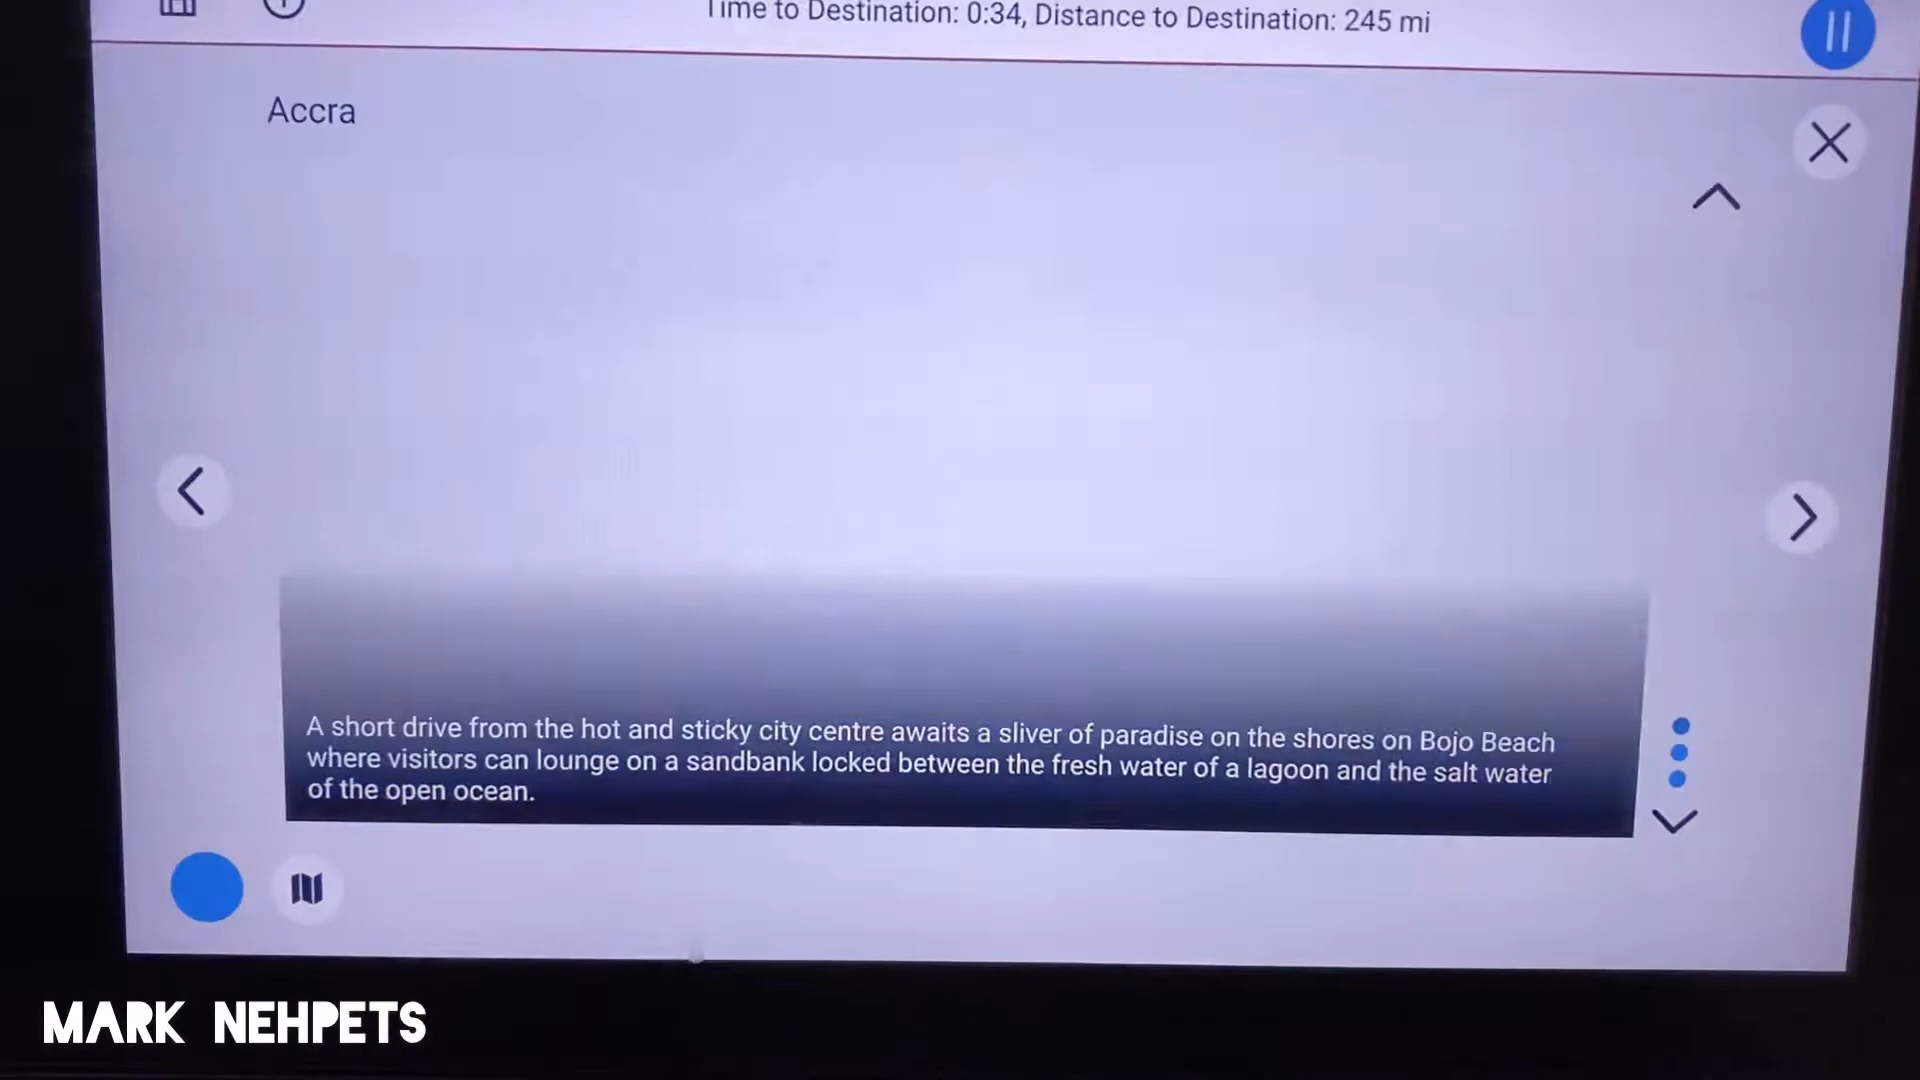 Time to Destination: 0:34, Distance to Destination: 245 mi
Accra
A short drive from the hot and sticky city centre awaits a sliver of paradise on the shores on Bojo Beach
where visitors can lounge on a sandbank locked between the fresh water of a lagoon and the salt water
of the open ocean.
MARK NEHPETS